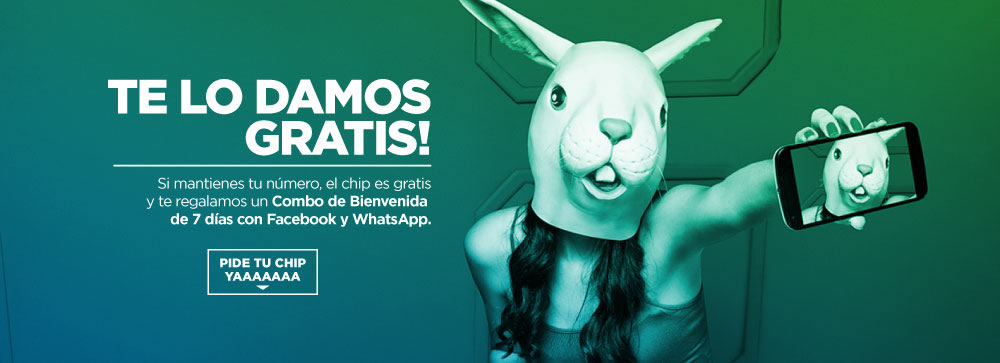 TE LO DAMOS
GRATIS!
Si mantienes tu número, el chip es gratis
y te regalamos un Combo de Bienvenida
de 7 días con Facebook y WhatsApp.
PIDE TU CHIP
YAAAAAAA